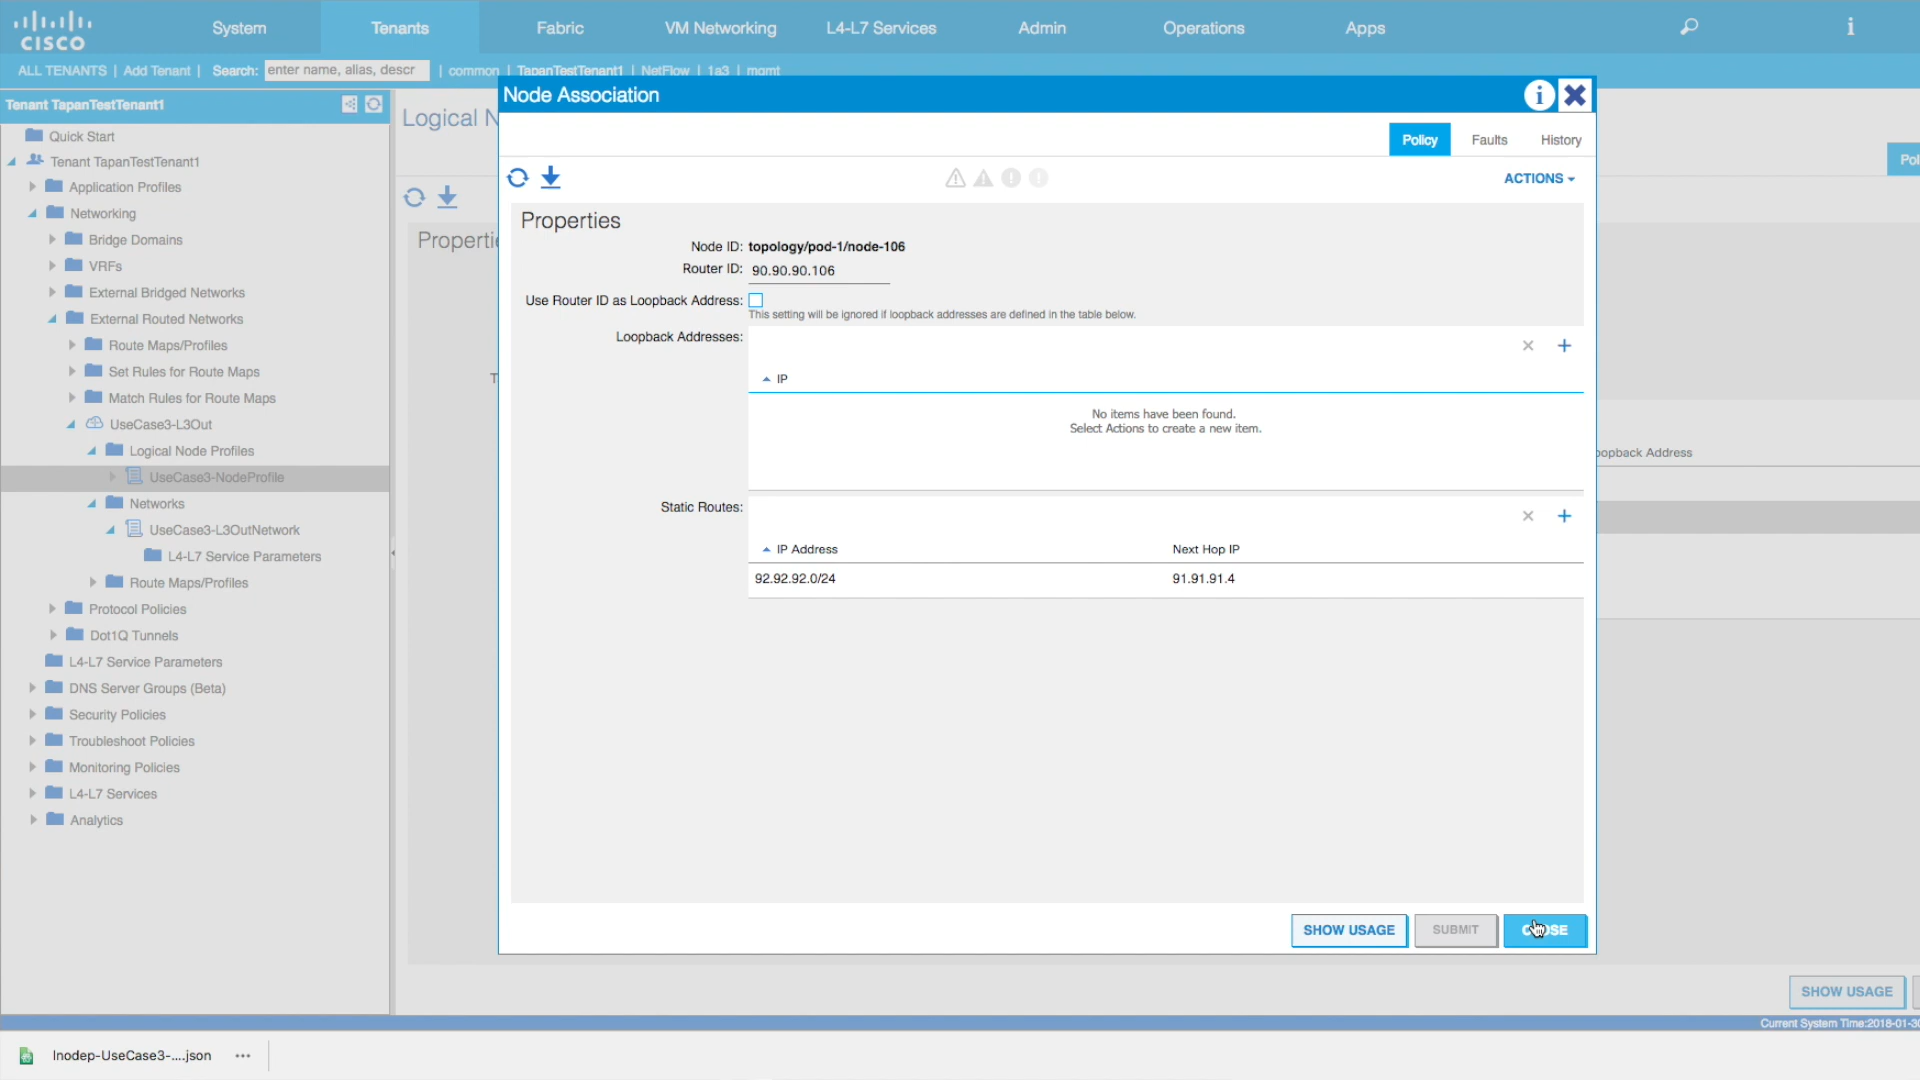 CISCO
System
Tenants
Fabric
VM Networking
L4-L7 Services
Admin
Operations
Apps
i
ALL TENANTS | Add Tenant | Search: enter name, alias, descr | common | TapanTestTenant1 | NetFlow | 1a3 | mgmt
Tenant TapanTestTenant1
Quick Start
Tenant TapanTestTenant1
Application Profiles
Networking
Bridge Domains
VRFs
External Bridged Networks
External Routed Networks
Route Maps/Profiles
Set Rules for Route Maps
Match Rules for Route Maps
UseCase3-L3Out
Logical Node Profiles
UseCase3-NodeProfile
Networks
UseCase3-L3OutNetwork
L4-L7 Service Parameters
Route Maps/Profiles
Protocol Policies
Dot1Q Tunnels
L4-L7 Service Parameters
DNS Server Groups (Beta)
Security Policies
Troubleshoot Policies
Monitoring Policies
L4-L7 Services
Analytics
Logical N
Properti
T
Pol
oopback Address
SHOW USAGE
Node Association
i
Policy
Faults
History
ACTIONS
Properties
Node ID: topology/pod-1/node-106
Router ID: 90.90.90.106
Use Router ID as Loopback Address:
This setting will be ignored if loopback addresses are defined in the table below.
Loopback Addresses:
IP
No items have been found.
Select Actions to create a new item.
Static Routes:
IP Address
Next Hop IP
92.92.92.0/24
91.91.91.4
SHOW USAGE
SUBMIT
Current System Time:2018-01-30
Inodep-UseCase3-....json